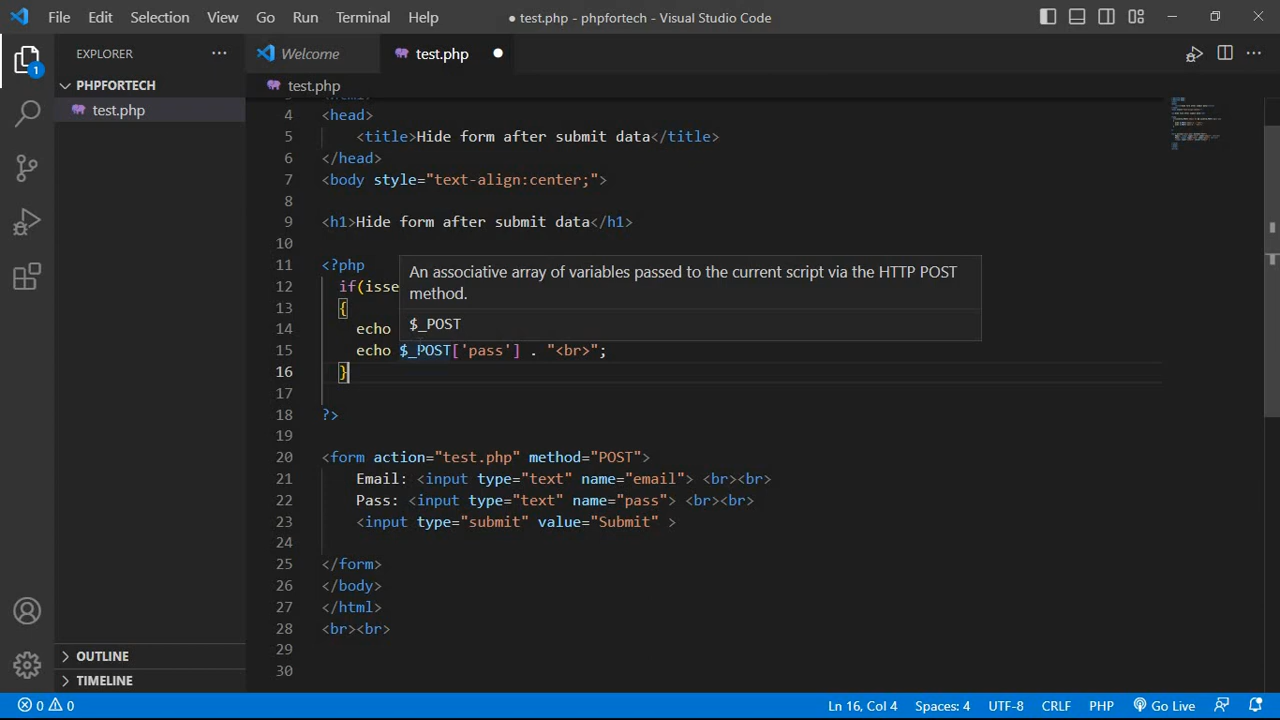 File Edit Selection View Go Run Terminal Help ● test.php - phpfortech - Visual Studio Code
EXPLORER ···
Welcome test.php
PHPFORTECH
test.php
test.php
1
4 <head>
5 <title>Hide form after submit data</title>
6 </head>
7 <body style="text-align:center;">
8
9 <h1>Hide form after submit data</h1>
10
11 <?php
An associative array of variables passed to the current script via the HTTP POST
method.
$_POST
12 if(isse
13 {
14 echo
15 echo $_POST['pass'] . "<br>";
16 }
17
18 ?>
19
20 <form action="test.php" method="POST">
21 Email: <input type="text" name="email"> <br><br>
22 Pass: <input type="text" name="pass"> <br><br>
23 <input type="submit" value="Submit" >
24
25 </form>
26 </body>
27 </html>
28 <br><br>
29
30
OUTLINE
TIMELINE
0 0 Ln 16, Col 4 Spaces: 4 UTF-8 CRLF PHP Go Live